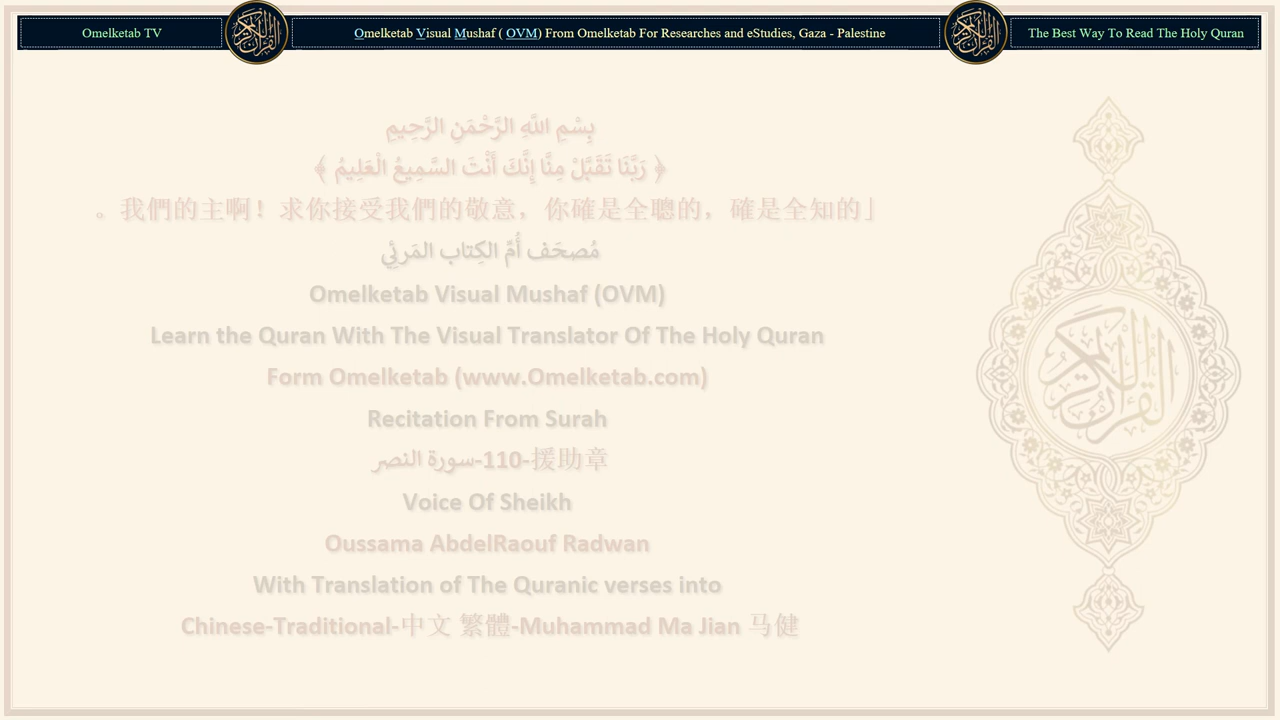 Omelketab TV
Omelketab Visual Mushaf ( OVM) From Omelketab For Researches and eStudies, Gaza - Palestine
The Best Way To Read The Holy Quran
بِسْمِ اللَّهِ الرَّحْمَنِ الرَّحِيمِ
﴿ رَبَّنَا تَقَبَّلْ مِنَّا إِنَّكَ أَنْتَ السَّمِيعُ الْعَلِيمُ ﴾
。我們的主啊！求你接受我們的敬意，你確是全聰的，確是全知的」
مُصحَف أُمِّ الكِتاب المَرئِي
Omelketab Visual Mushaf (OVM)
Learn the Quran With The Visual Translator Of The Holy Quran
Form Omelketab (www.Omelketab.com)
Recitation From Surah
سورة النصر-110-援助章
Voice Of Sheikh
Oussama AbdelRaouf Radwan
With Translation of The Quranic verses into
Chinese-Traditional-中文 繁體-Muhammad Ma Jian 马健
القرآن الكريم